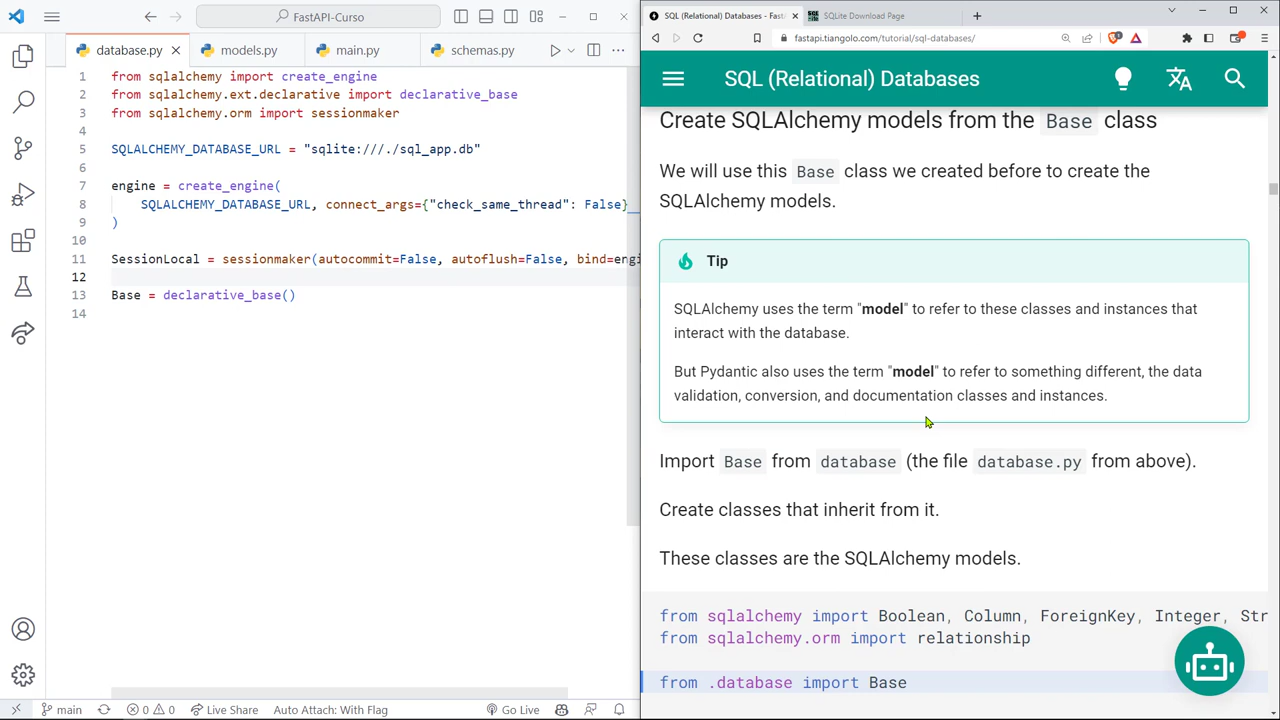 FastAPI-Curso
database.py
models.py
main.py
schemas.py
1 from sqlalchemy import create_engine
2 from sqlalchemy.ext.declarative import declarative_base
3 from sqlalchemy.orm import sessionmaker
4
5 SQLALCHEMY_DATABASE_URL = "sqlite:///./sql_app.db"
6
7 engine = create_engine(
8 SQLALCHEMY_DATABASE_URL, connect_args={"check_same_thread": False}
9 )
10
11 SessionLocal = sessionmaker(autocommit=False, autoflush=False, bind=engi
12
13 Base = declarative_base()
14
main
0 0
Live Share
Auto Attach: With Flag
Go Live
SQL (Relational) Databases - Fast
SQLite Download Page
fastapi.tiangolo.com/tutorial/sql-databases/
SQL (Relational) Databases
Create SQLAlchemy models from the Base class
We will use this Base class we created before to create the
SQLAlchemy models.
Tip
SQLAlchemy uses the term "model" to refer to these classes and instances that
interact with the database.
But Pydantic also uses the term "model" to refer to something different, the data
validation, conversion, and documentation classes and instances.
Import Base from database (the file database.py from above).
Create classes that inherit from it.
These classes are the SQLAlchemy models.
from sqlalchemy import Boolean, Column, ForeignKey, Integer, Str
from sqlalchemy.orm import relationship
from .database import Base